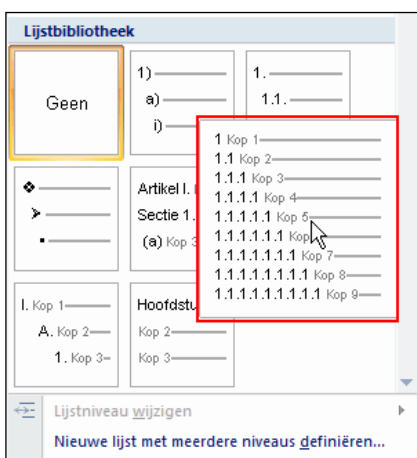 Lijstbibliotheek
Geen
1)
a)
i)
1.
1.1.
1 Kop 1
1.1 Kop 2
1.1.1 Kop 3
1.1.1.1 Kop 4
1.1.1.1.1 Kop 5
1.1.1.1.1.1 Kop
1.1.1.1.1.1.1 Kop 7
1.1.1.1.1.1.1.1 Kop 8
1.1.1.1.1.1.1.1.1 Kop 9
Artikel I.
Sectie 1.
(a) Kop 3
I. Kop 1
A. Kop 2
1. Kop 3
Hoofdstu
Kop 2
Kop 3
Lijstniveau wijzigen
Nieuwe lijst met meerdere niveaus definiëren...